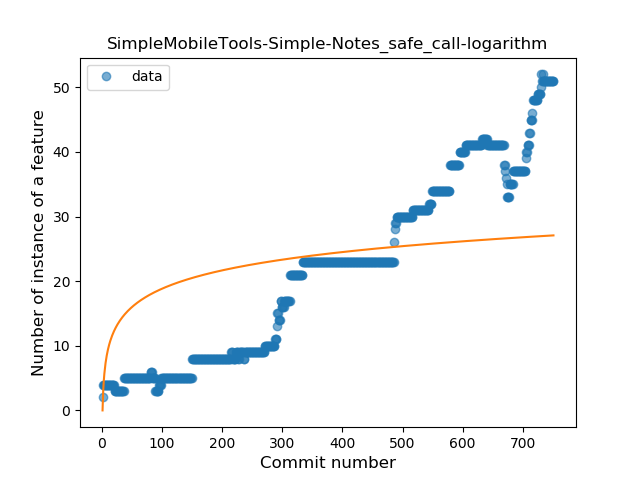 SimpleMobileTools-Simple-Notes_safe_call-logarithm
data
Number of instance of a feature
50
40
30
20
10
0
0 100 200 300 400 500 600 700
Commit number